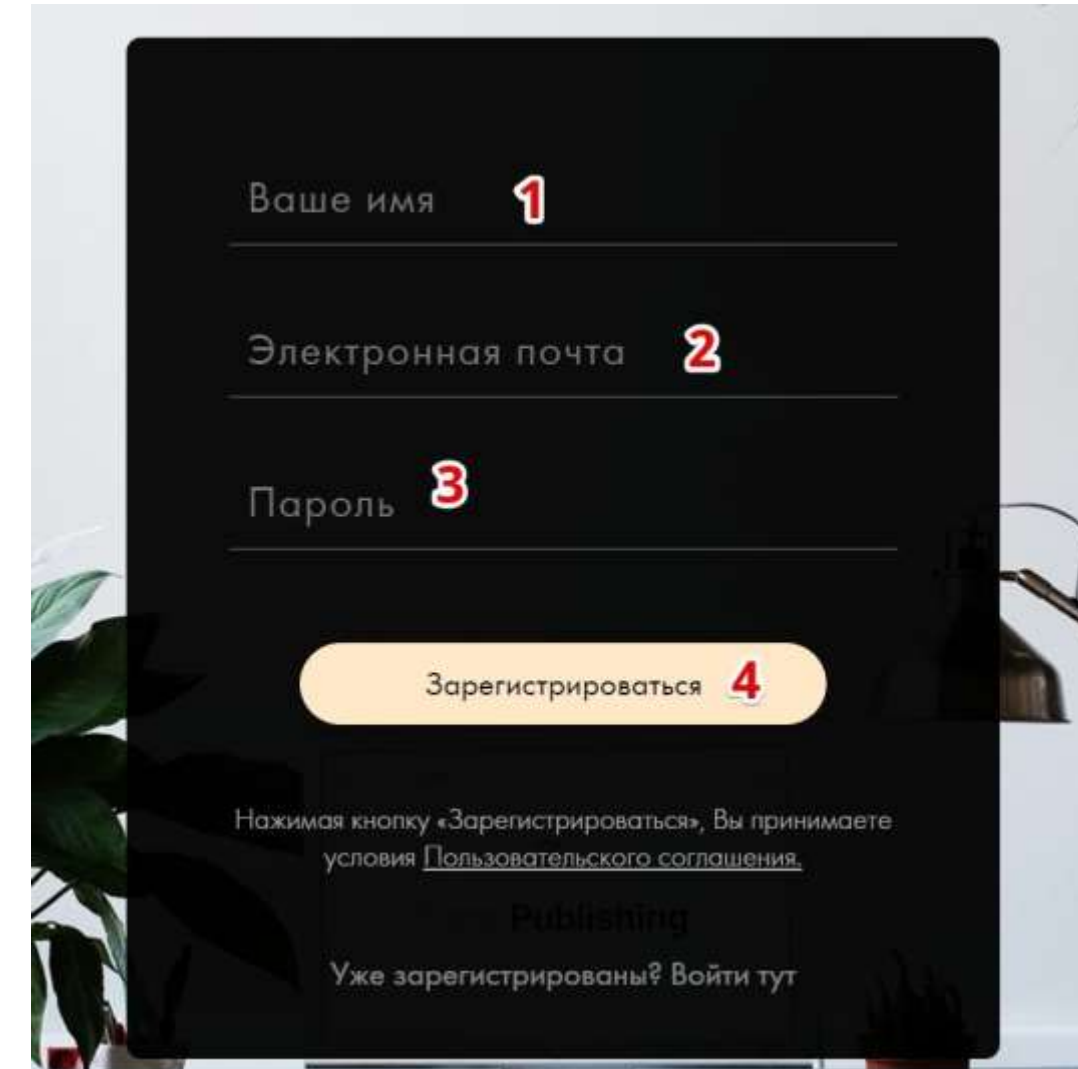 Ваше имя 1
Электронная почта 2
Пароль 3
Зарегистрироваться 4
Нажимая кнопку «Зарегистрироваться», Вы принимаете
условия Пользовательского соглашения.
Publishing
Уже зарегистрированы? Войти тут